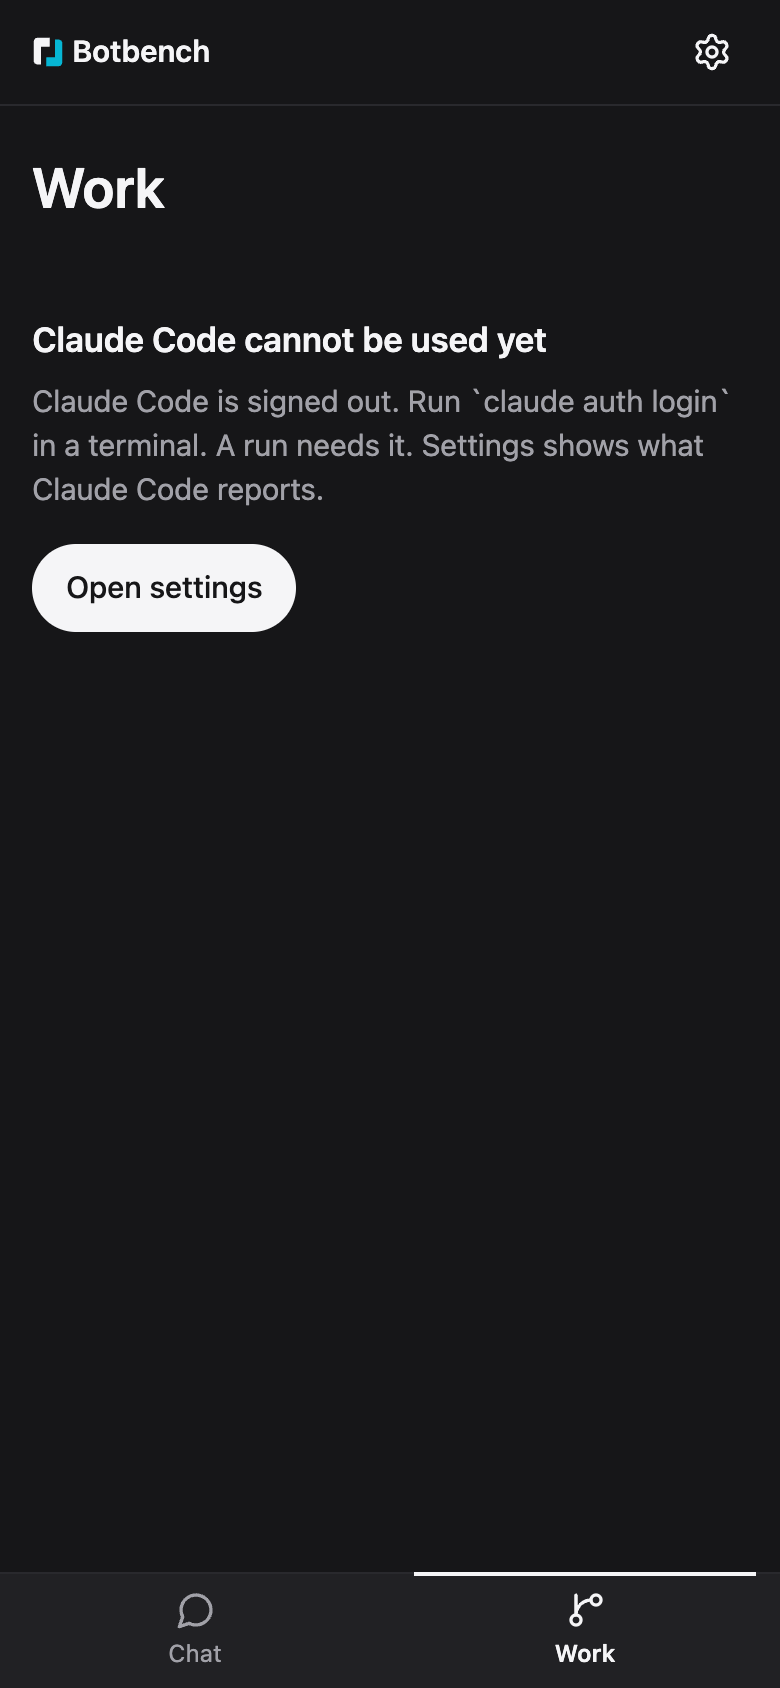 Botbench
Work
Claude Code cannot be used yet
Claude Code is signed out. Run `claude auth login`
in a terminal. A run needs it. Settings shows what
Claude Code reports.
Open settings
Chat
Work